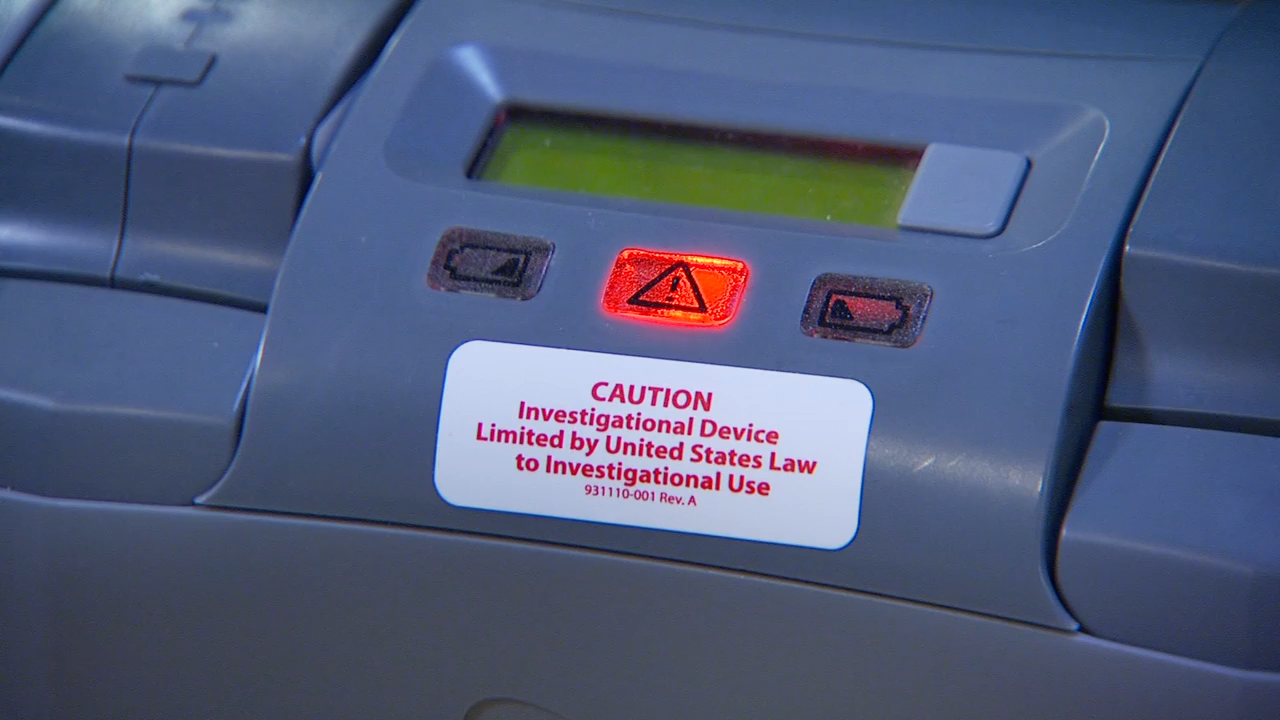 CAUTION
Investigational Device
Limited by United States Law
to Investigational Use
931110-001 Rev. A